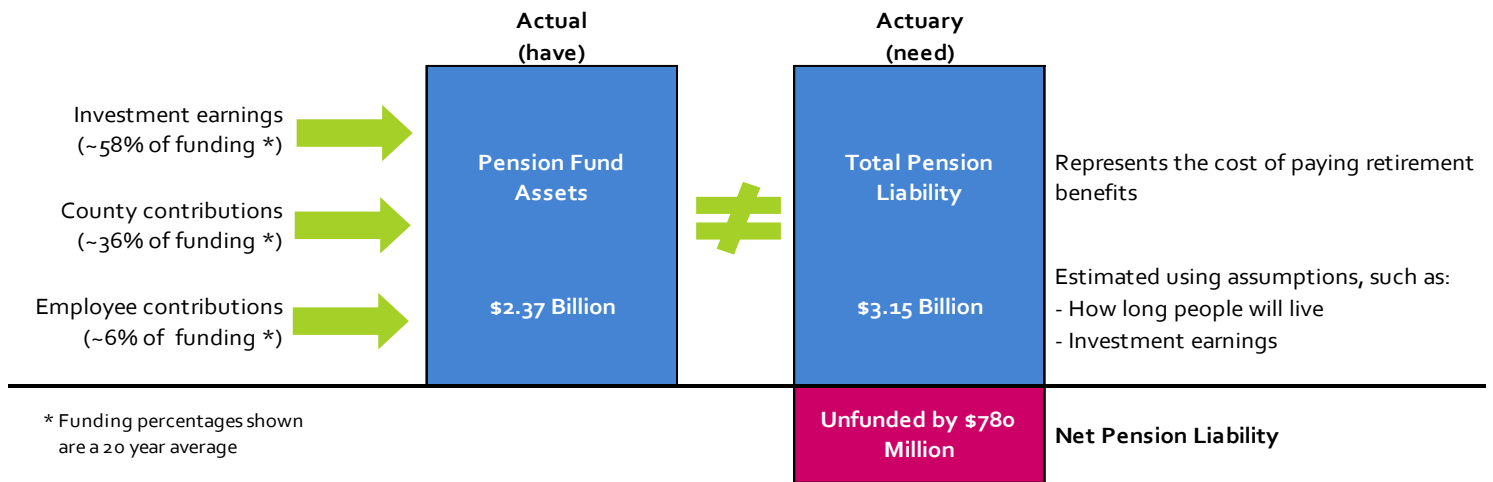 Actual
(have)
Actuary
(need)
Investment earnings
(~58% of funding *)
County contributions
(~36% of funding *)
Employee contributions
(~6% of  funding *)
Pension Fund
Assets
$2.37 Billion
Total Pension
Liability
$3.15 Billion
Represents the cost of paying retirement
benefits
Estimated using assumptions, such as:
- How long people will live
- Investment earnings
* Funding percentages shown
are a 20 year average
Unfunded by $780
Million
Net Pension Liability